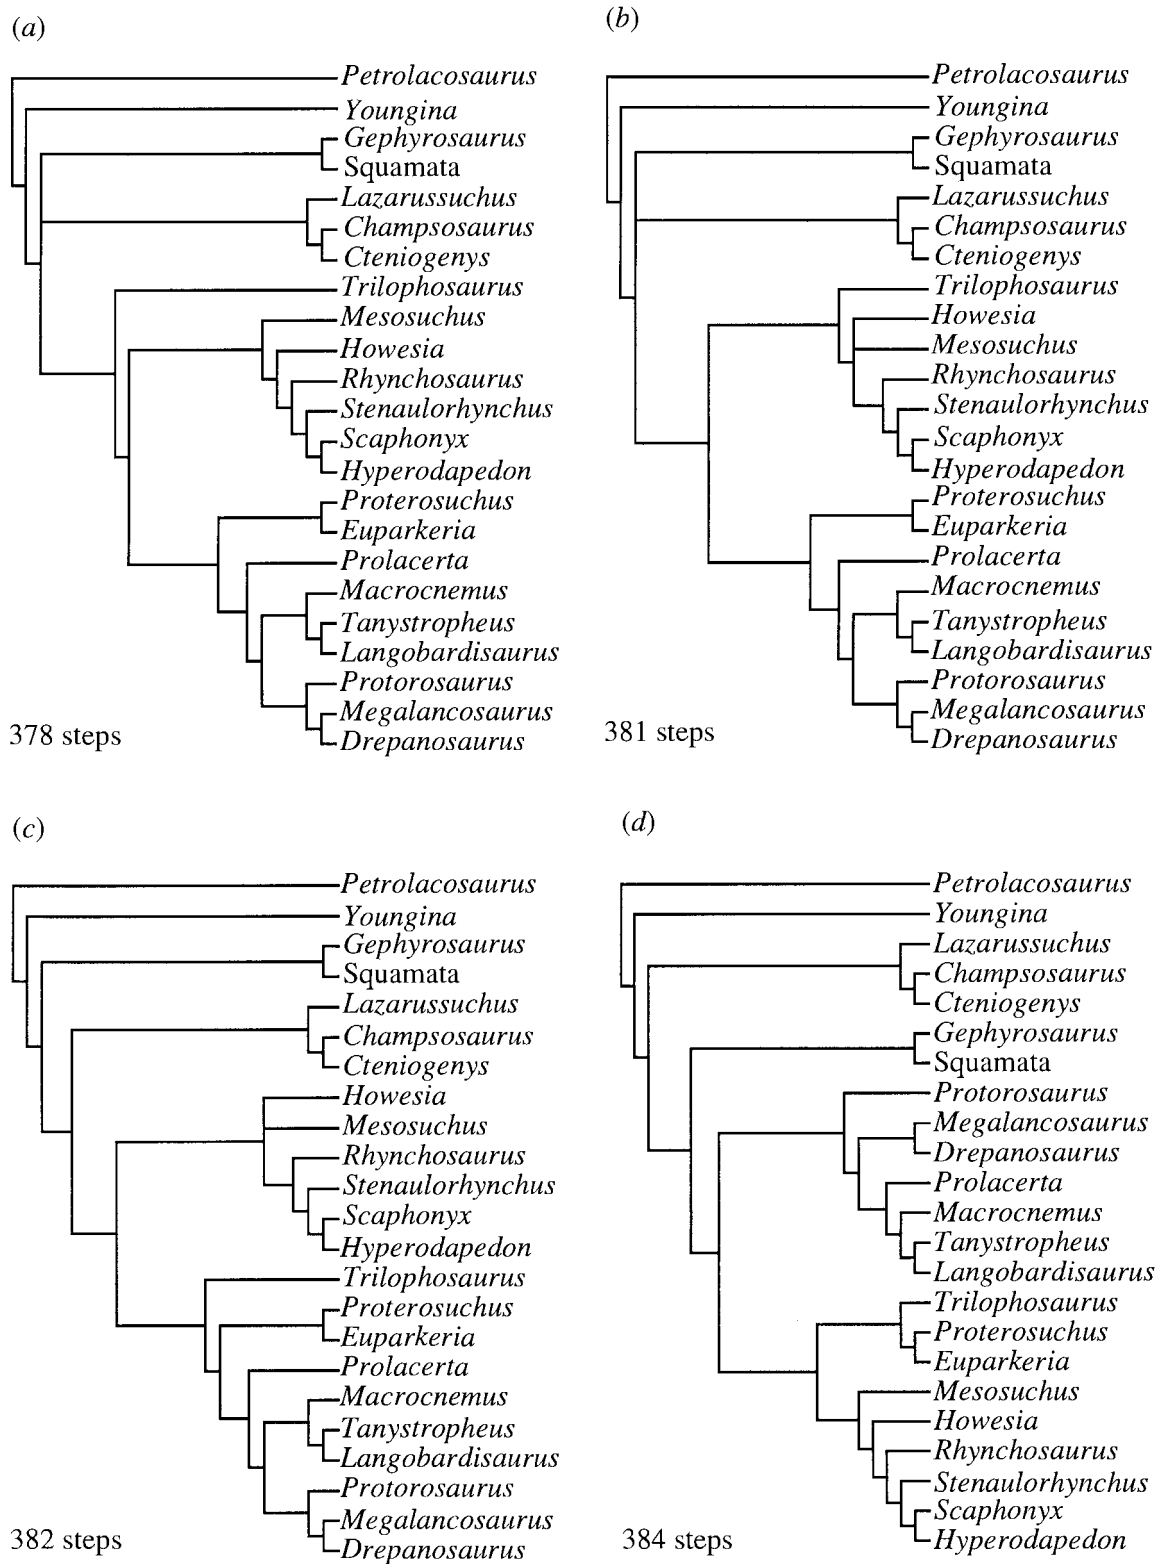 (a)
Petrolacosaurus
Youngina
Gephyrosaurus
Squamata
Lazarussuchus
Champsosaurus
Cteniogenys
Trilophosaurus
Mesosuchus
Howesia
Rhynchosaurus
Stenaulorhynchus
Scaphonyx
Hyperodapedon
Proterosuchus
Euparkeria
Prolacerta
Macrocnemus
Tanystropheus
Langobardisaurus
Protorosaurus
Megalancosaurus
Drepanosaurus
378 steps
(b)
Petrolacosaurus
Youngina
Gephyrosaurus
Squamata
Lazarussuchus
Champsosaurus
Cteniogenys
Trilophosaurus
Howesia
Mesosuchus
Rhynchosaurus
Stenaulorhynchus
Scaphonyx
Hyperodapedon
Proterosuchus
Euparkeria
Prolacerta
Macrocnemus
Tanystropheus
Langobardisaurus
Protorosaurus
Megalancosaurus
Drepanosaurus
381 steps
(c)
Petrolacosaurus
Youngina
Gephyrosaurus
Squamata
Lazarussuchus
Champsosaurus
Cteniogenys
Howesia
Mesosuchus
Rhynchosaurus
Stenaulorhynchus
Scaphonyx
Hyperodapedon
Trilophosaurus
Proterosuchus
Euparkeria
Prolacerta
Macrocnemus
Tanystropheus
Langobardisaurus
Protorosaurus
Megalancosaurus
Drepanosaurus
382 steps
(d)
Petrolacosaurus
Youngina
Lazarussuchus
Champsosaurus
Cteniogenys
Gephyrosaurus
Squamata
Protorosaurus
Megalancosaurus
Drepanosaurus
Prolacerta
Macrocnemus
Tanystropheus
Langobardisaurus
Trilophosaurus
Proterosuchus
Euparkeria
Mesosuchus
Howesia
Rhynchosaurus
Stenaulorhynchus
Scaphonyx
Hyperodapedon
384 steps